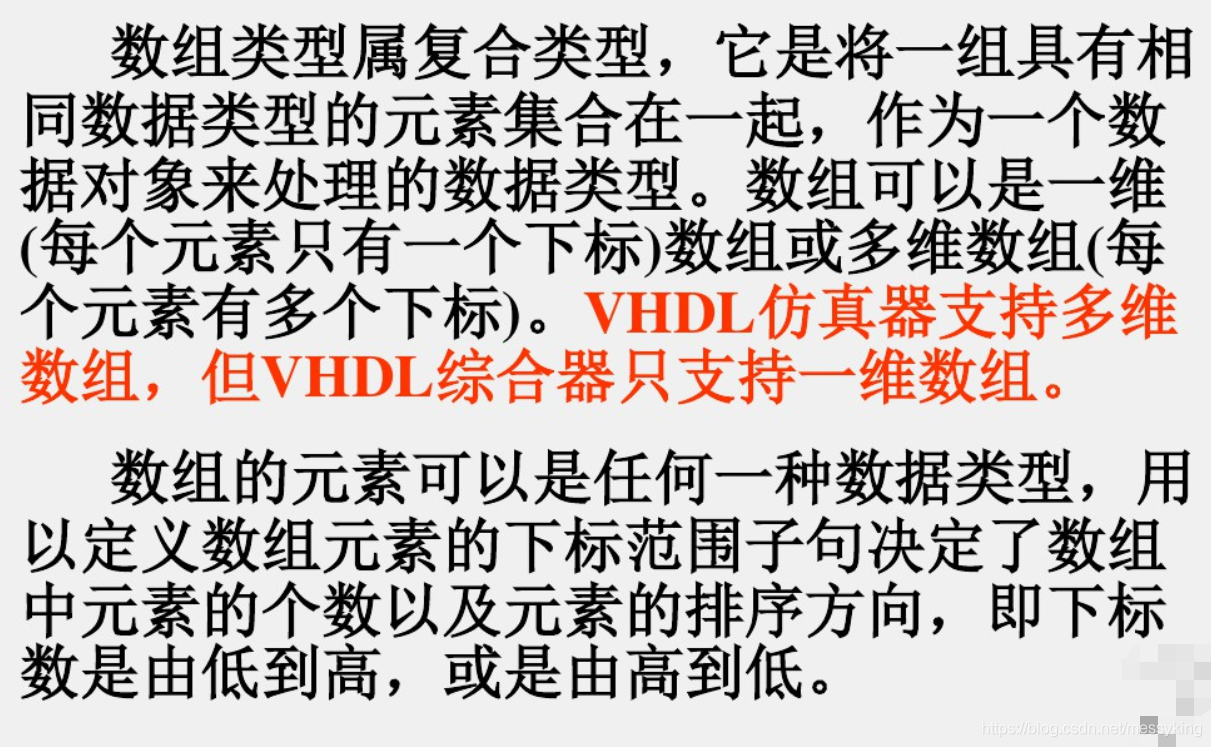 数组类型属复合类型，它是将一组具有相
同数据类型的元素集合在一起，作为一个数
据对象来处理的数据类型。数组可以是一维
(每个元素只有一个下标)数组或多维数组(每
个元素有多个下标)。VHDL仿真器支持多维
数组，但VHDL综合器只支持一维数组。
数组的元素可以是任何一种数据类型，用
以定义数组元素的下标范围子句决定了数组
中元素的个数以及元素的排序方向，即下标
数是由低到高，或是由高到低。
https://blog.csdn.net/messyking